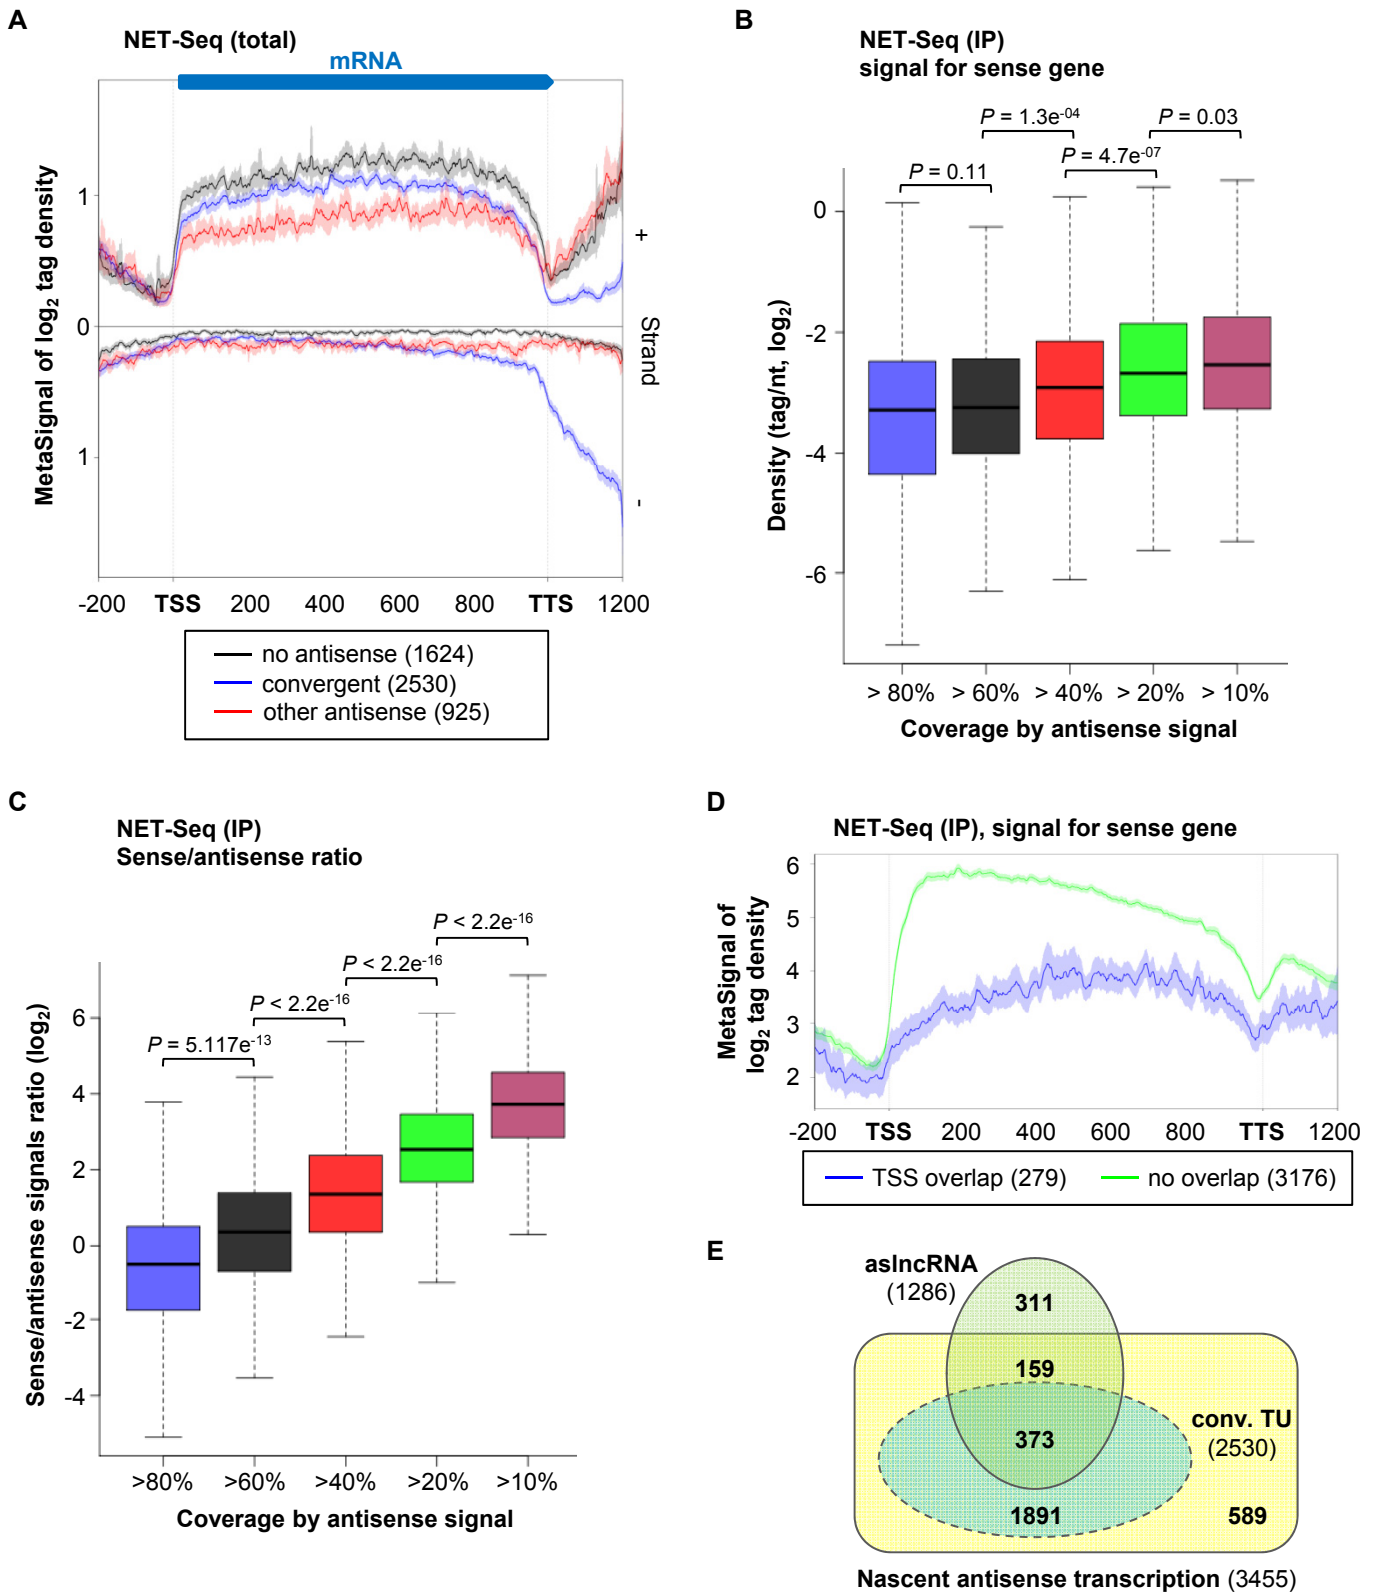 A
NET-Seq (total)
mRNA
MetaSignal of log2 tag density
1
0
1
+
Strand
-
-200 TSS 200 400 600 800 TTS 1200
no antisense (1624)
convergent (2530)
other antisense (925)
B
NET-Seq (IP)
signal for sense gene
P = 1.3e-04
P = 0.03
P = 4.7e-07
P = 0.11
Density (tag/nt, log2)
0
-2
-4
-6
> 80% > 60% > 40% > 20% > 10%
Coverage by antisense signal
C
NET-Seq (IP)
Sense/antisense ratio
P < 2.2e-16
P < 2.2e-16
P < 2.2e-16
P = 5.117e-13
Sense/antisense signals ratio (log2)
6
4
2
0
-2
-4
>80% >60% >40% >20% >10%
Coverage by antisense signal
D
NET-Seq (IP), signal for sense gene
MetaSignal of
log2 tag density
6
5
4
3
2
-200 TSS 200 400 600 800 TTS 1200
TSS overlap (279) no overlap (3176)
E
aslncRNA
(1286)
311
159
373
conv. TU
(2530)
1891
589
Nascent antisense transcription (3455)